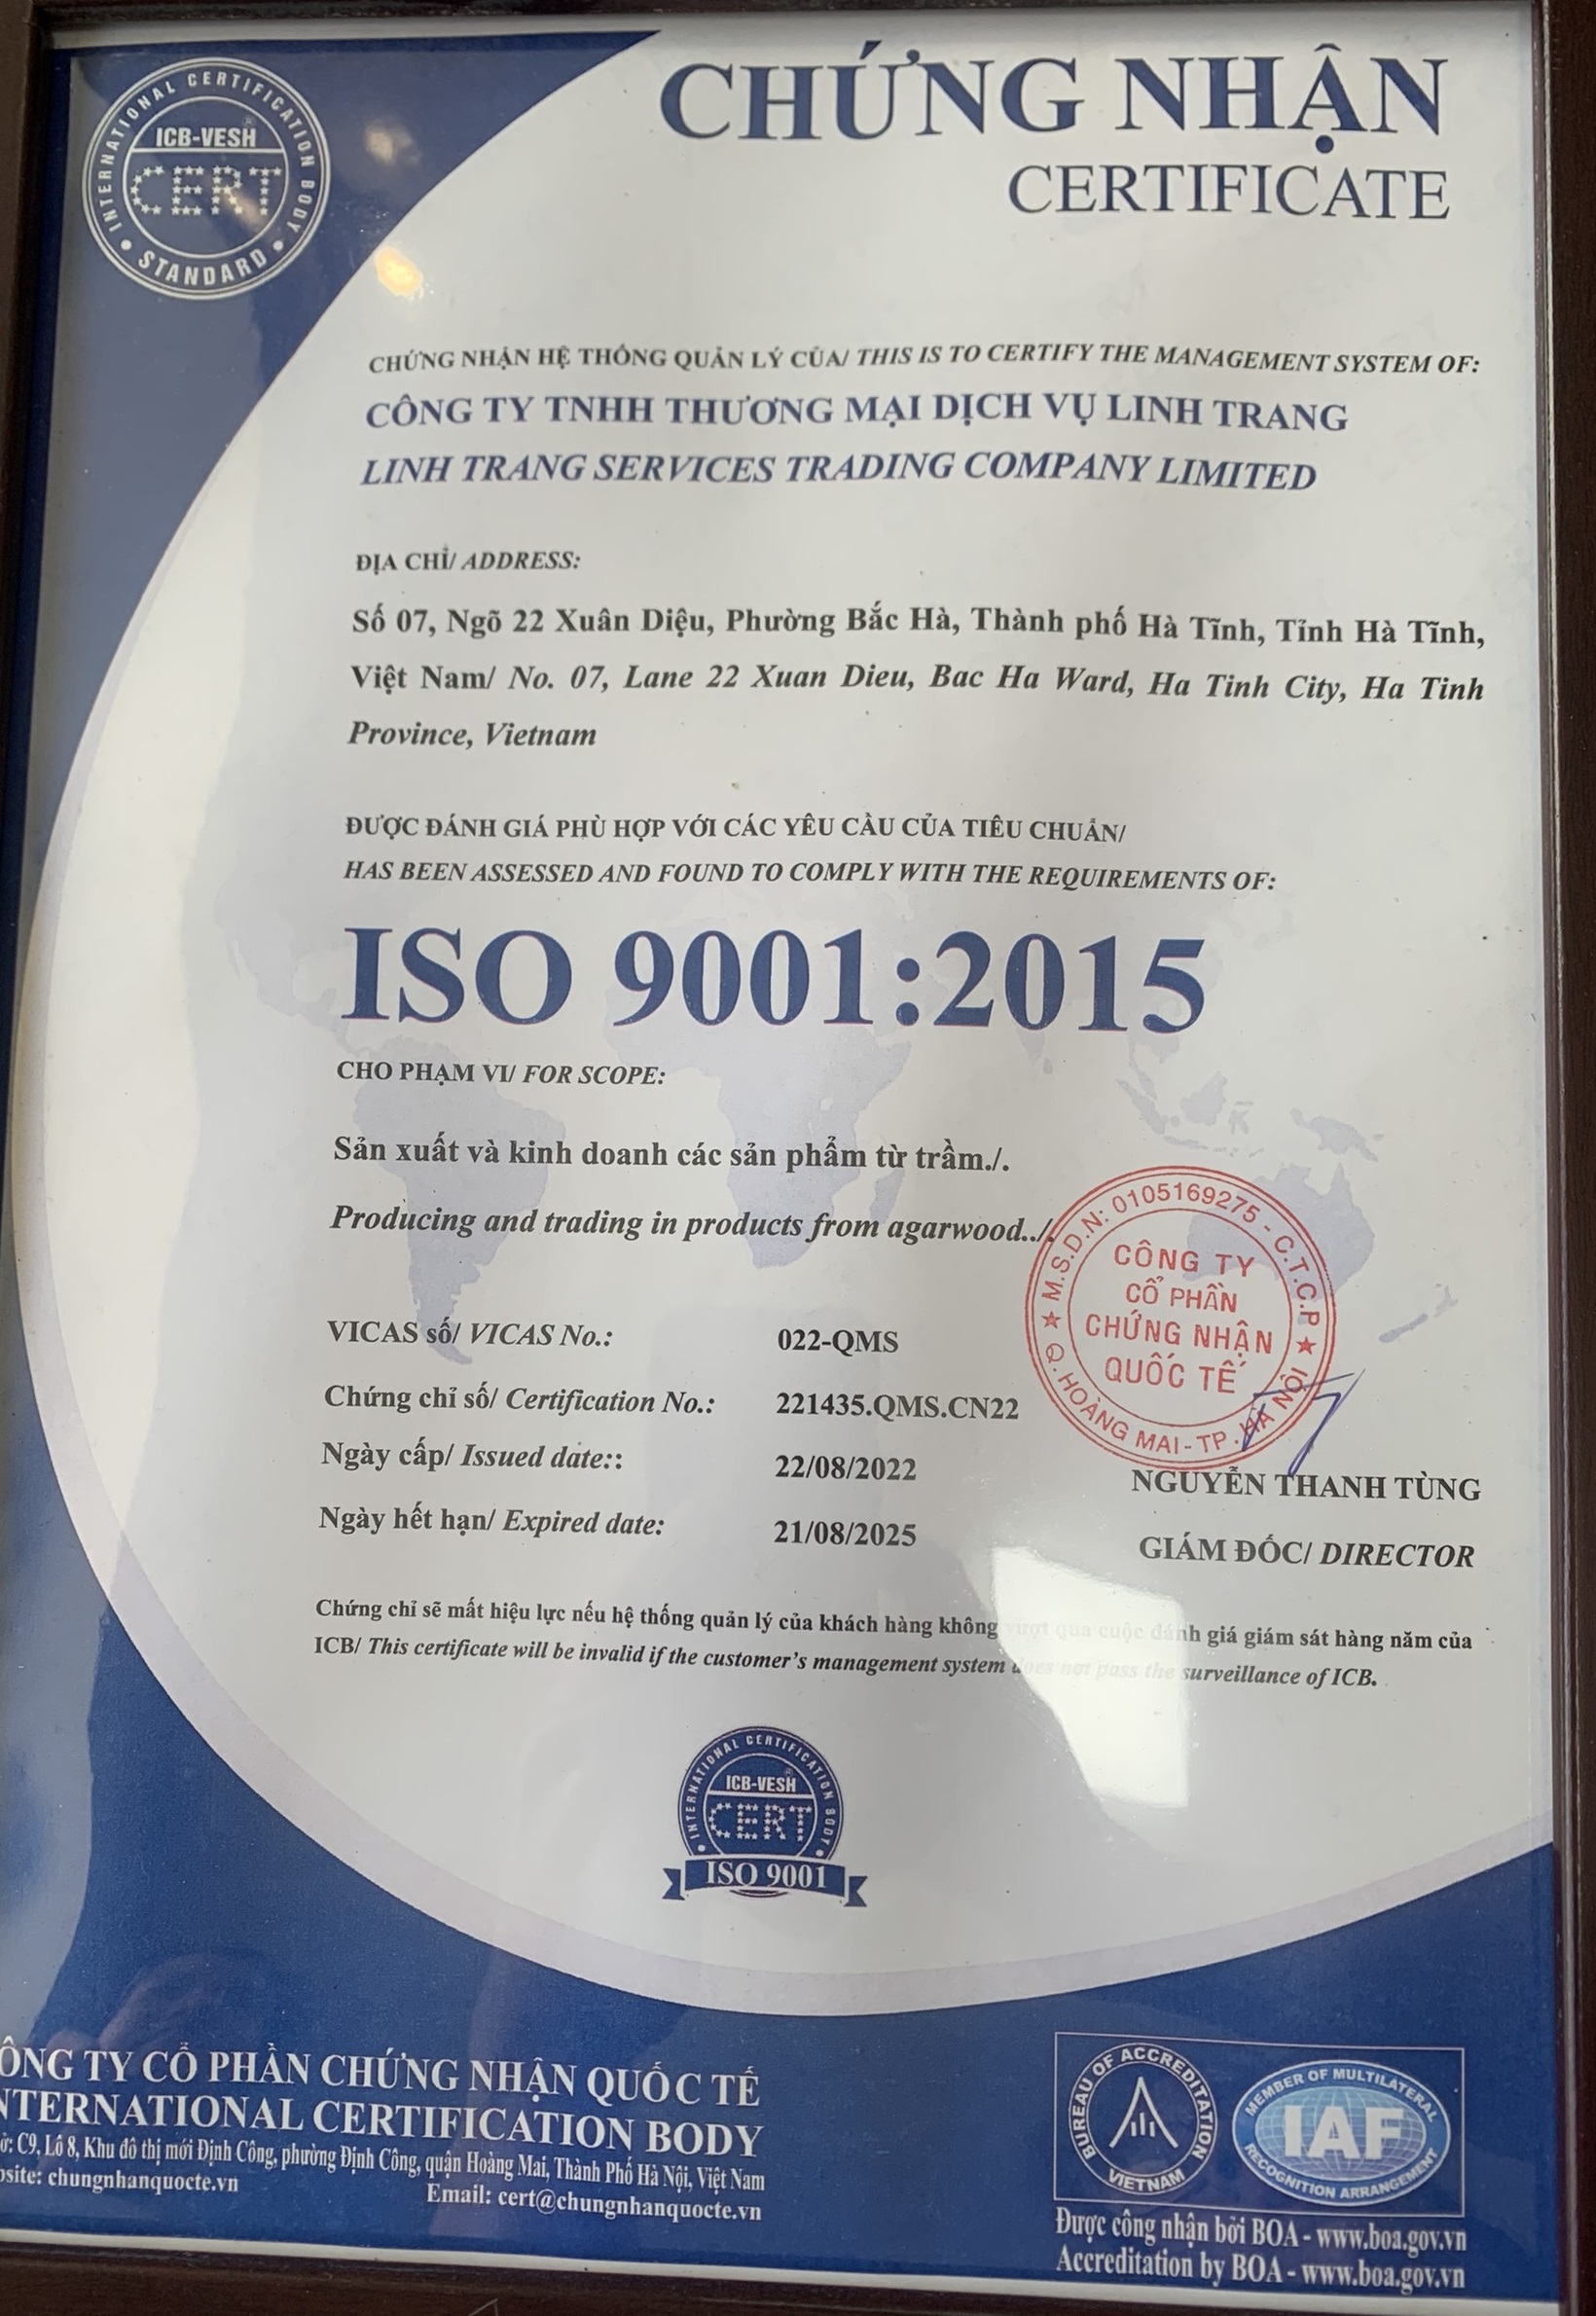 INTERNATIONAL CERTIFICATION BODY
ICB-VESH
®
CERT
STANDARD
CHỨNG NHẬN
CERTIFICATE
CHỨNG NHẬN HỆ THỐNG QUẢN LÝ CỦA/ THIS IS TO CERTIFY THE MANAGEMENT SYSTEM OF:
CÔNG TY TNHH THƯƠNG MẠI DỊCH VỤ LINH TRANG
LINH TRANG SERVICES TRADING COMPANY LIMITED
ĐỊA CHỈ/ ADDRESS:
Số 07, Ngõ 22 Xuân Diệu, Phường Bắc Hà, Thành phố Hà Tĩnh, Tỉnh Hà Tĩnh,
Việt Nam/ No. 07, Lane 22 Xuan Dieu, Bac Ha Ward, Ha Tinh City, Ha Tinh
Province, Vietnam
ĐƯỢC ĐÁNH GIÁ PHÙ HỢP VỚI CÁC YÊU CẦU CỦA TIÊU CHUẨN/
HAS BEEN ASSESSED AND FOUND TO COMPLY WITH THE REQUIREMENTS OF:
ISO 9001:2015
CHO PHẠM VI/ FOR SCOPE:
Sản xuất và kinh doanh các sản phẩm từ trầm./.
Producing and trading in products from agarwood../.
M.S.D.N: 0105169275 - C.T.C.P
CÔNG TY
CỔ PHẦN
CHỨNG NHẬN
QUỐC TẾ
Q. HOÀNG MAI - TP. HÀ NỘI
VICAS số/ VICAS No.: 022-QMS
Chứng chỉ số/ Certification No.: 221435.QMS.CN22
Ngày cấp/ Issued date:: 22/08/2022
Ngày hết hạn/ Expired date: 21/08/2025
NGUYỄN THANH TÙNG
GIÁM ĐỐC/ DIRECTOR
Chứng chỉ sẽ mất hiệu lực nếu hệ thống quản lý của khách hàng không vượt qua cuộc đánh giá giám sát hàng năm của
ICB/ This certificate will be invalid if the customer's management system does not pass the surveillance of ICB.
INTERNATIONAL CERTIFICATION BODY
ICB-VESH
®
CERT
ISO 9001
ÔNG TY CỔ PHẦN CHỨNG NHẬN QUỐC TẾ
NTERNATIONAL CERTIFICATION BODY
ở: C9, Lô 8, Khu đô thị mới Định Công, phường Định Công, quận Hoàng Mai, Thành Phố Hà Nội, Việt Nam
bsite: chungnhanquocte.vn Email: cert@chungnhanquocte.vn
BUREAU OF ACCREDITATION
VIETNAM
MEMBER OF MULTILATERAL
IAF
RECOGNITION ARRANGEMENT
Được công nhận bởi BOA - www.boa.gov.vn
Accreditation by BOA - www.boa.gov.vn